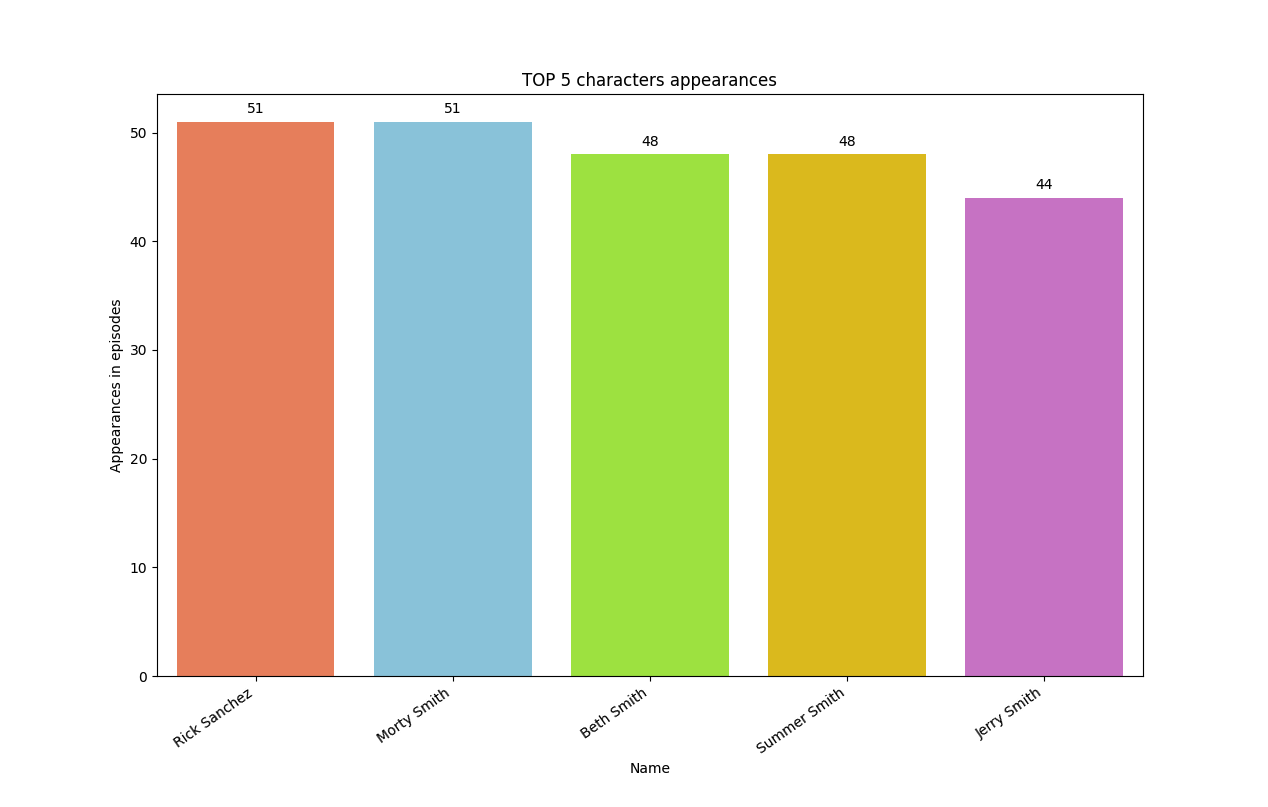 TOP 5 characters appearances
51
51
48
48
44
50
40
30
20
10
0
Appearances in episodes
Rick Sanchez
Morty Smith
Beth Smith
Summer Smith
Jerry Smith
Name